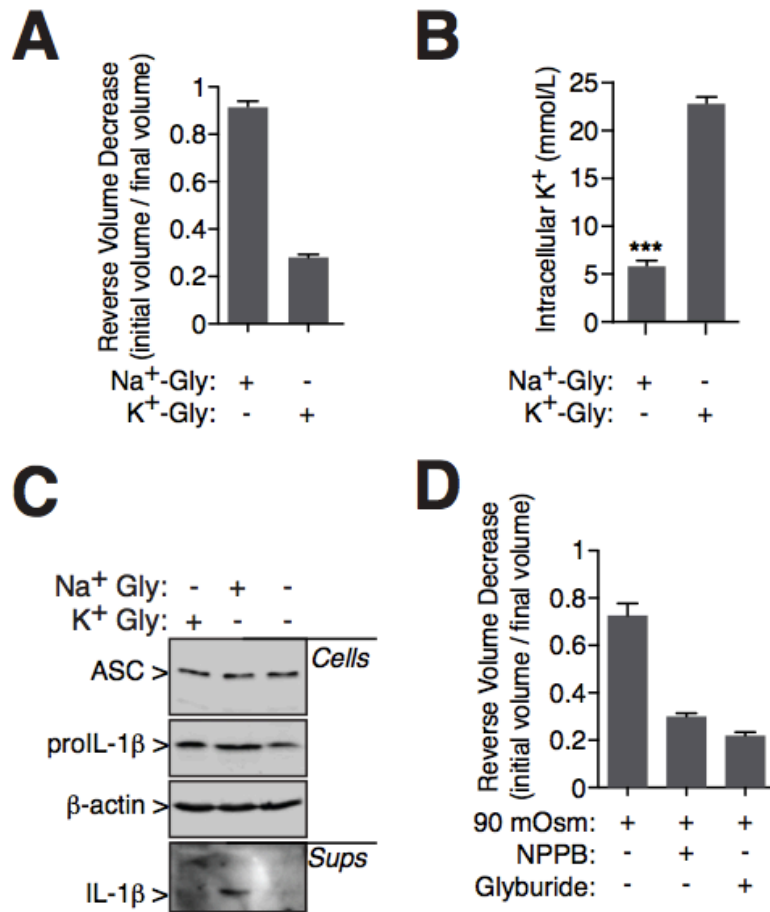 A
Reverse Volume Decrease
(initial volume / final volume)
1
0.8
0.6
0.4
0.2
0
Na+-Gly: + -
K+-Gly: - +
B
Intracellular K+ (mmol/L)
25
20
15
10
5
0
***
Na+-Gly: + -
K+-Gly: - +
C
Na+ Gly: - + -
K+ Gly: + - -
Cells
ASC >
proIL-1β >
β-actin >
Sups
IL-1β >
D
Reverse Volume Decrease
(initial volume / final volume)
1
0.8
0.6
0.4
0.2
0
90 mOsm: + + +
NPPB: - + -
Glyburide: - - +